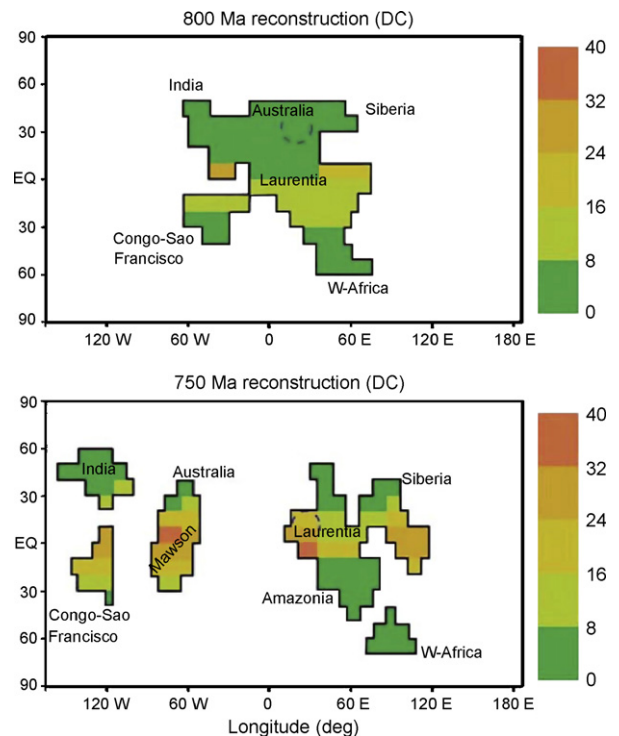 800 Ma reconstruction (DC)
90
60
30
EQ
30
60
90
India
Australia
Siberia
Laurentia
Congo-Sao
Francisco
W-Africa
120 W
60 W
0
60 E
120 E
180 E
40
32
24
16
8
0
750 Ma reconstruction (DC)
90
60
30
EQ
30
60
90
India
Australia
Siberia
Mawson
Laurentia
Amazonia
Congo-Sao
Francisco
W-Africa
120 W
60 W
0
60 E
120 E
180 E
Longitude (deg)
40
32
24
16
8
0